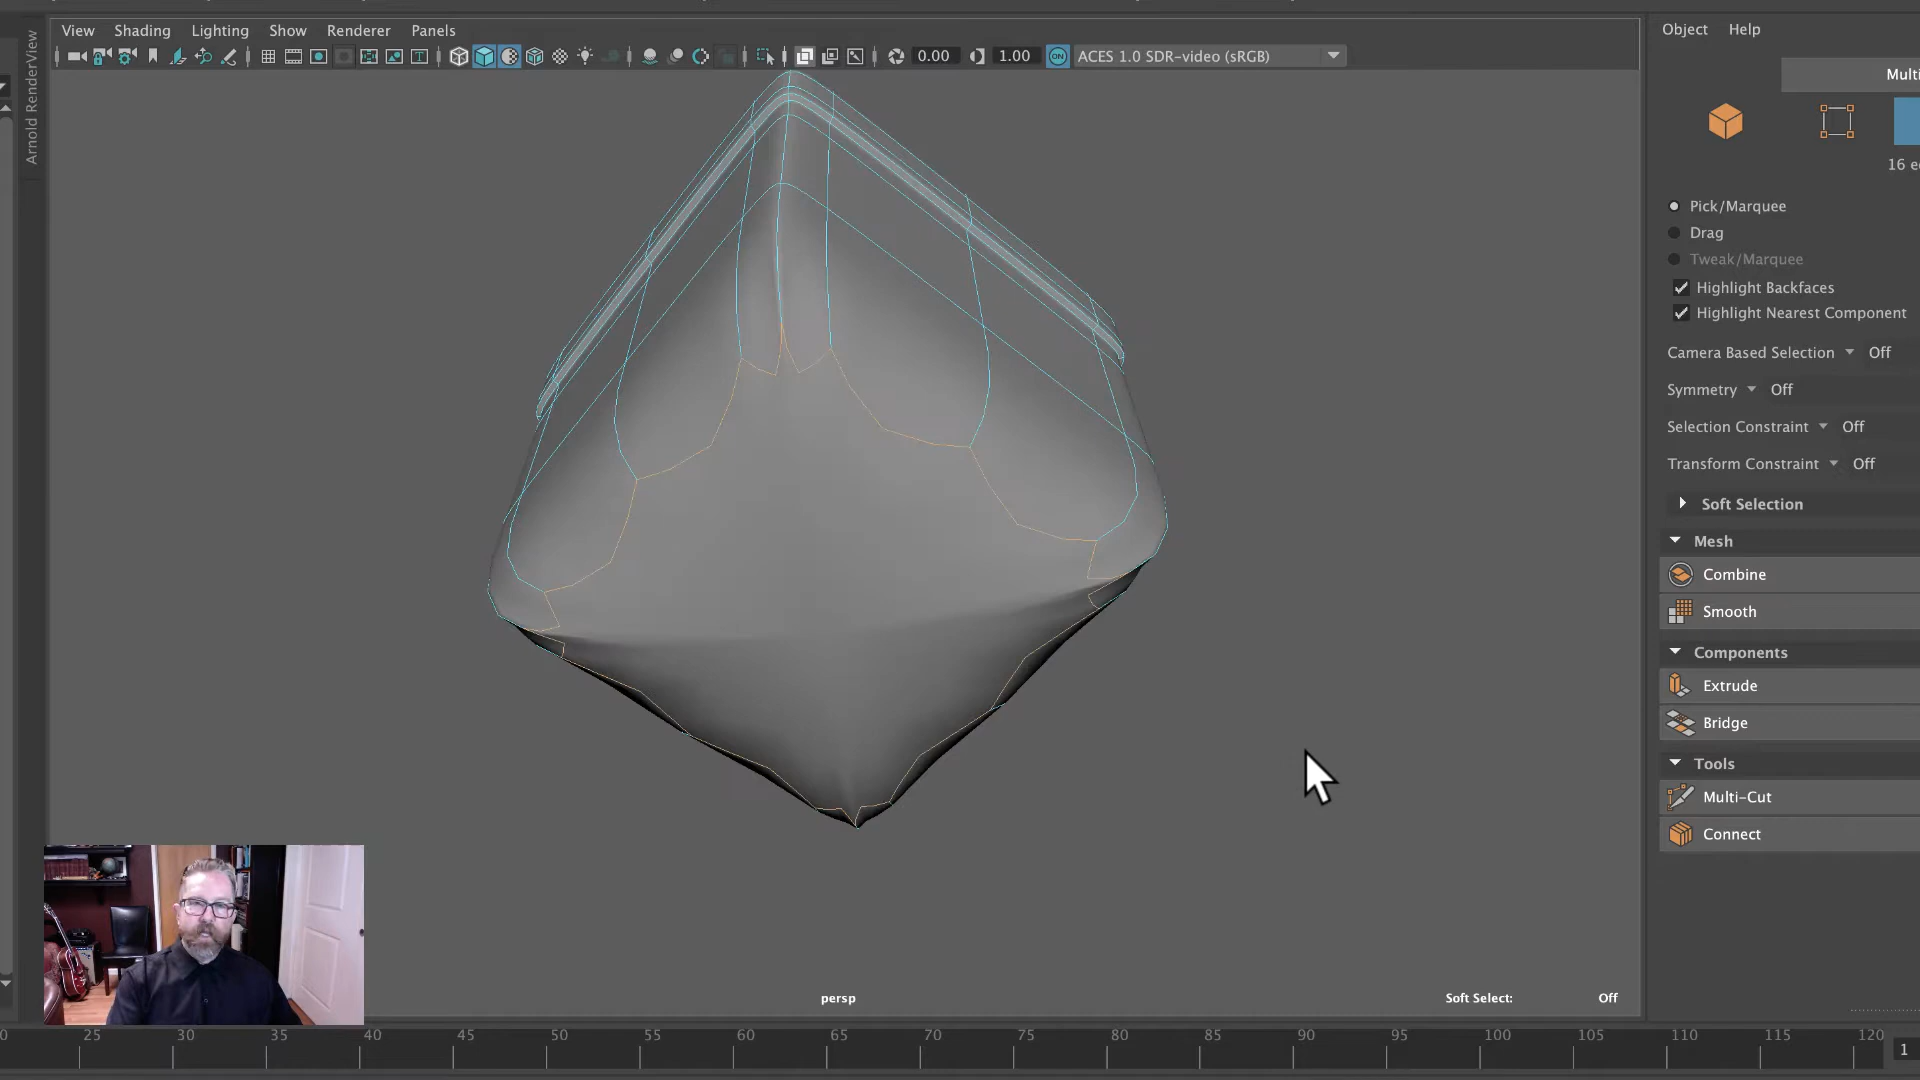 View Shading Lighting Show Renderer Panels
Object Help
0.00 1.00 ON ACES 1.0 SDR-video (sRGB)
Arnold RenderView
Multi
16 e
Pick/Marquee
Drag
Tweak/Marquee
Highlight Backfaces
Highlight Nearest Component
Camera Based Selection Off
Symmetry Off
Selection Constraint Off
Transform Constraint Off
Soft Selection
Mesh
Combine
Smooth
Components
Extrude
Bridge
Tools
Multi-Cut
Connect
persp
Soft Select: Off
0 25 30 35 40 45 50 55 60 65 70 75 80 85 90 95 100 105 110 115 120
1